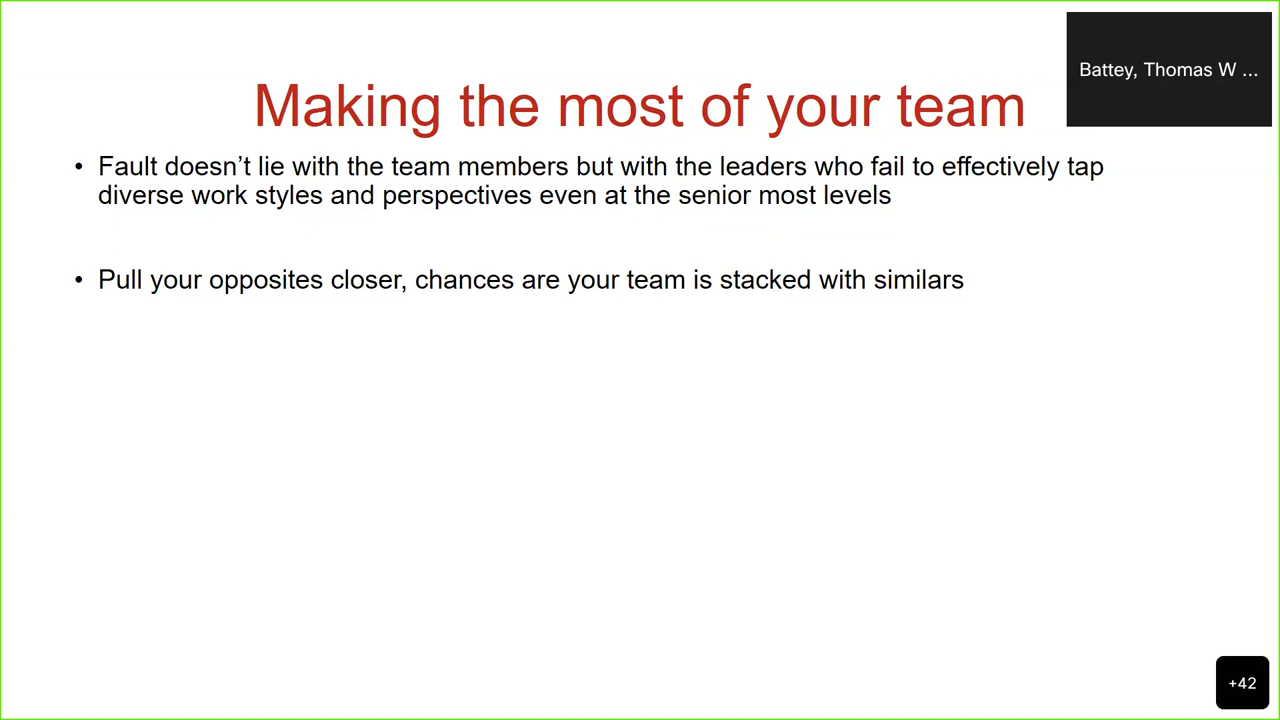 Battey, Thomas W ...
Making the most of your team
• Fault doesn’t lie with the team members but with the leaders who fail to effectively tap
diverse work styles and perspectives even at the senior most levels
• Pull your opposites closer, chances are your team is stacked with similars
+42